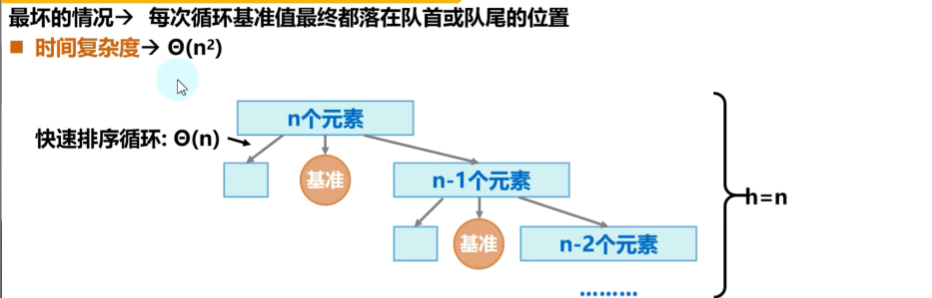 最坏的情况→ 每次循环基准值最终都落在队首或队尾的位置
■ 时间复杂度→ Θ(n²)
n个元素
快速排序循环: Θ(n)
基准
n-1个元素
h=n
基准
n-2个元素
………